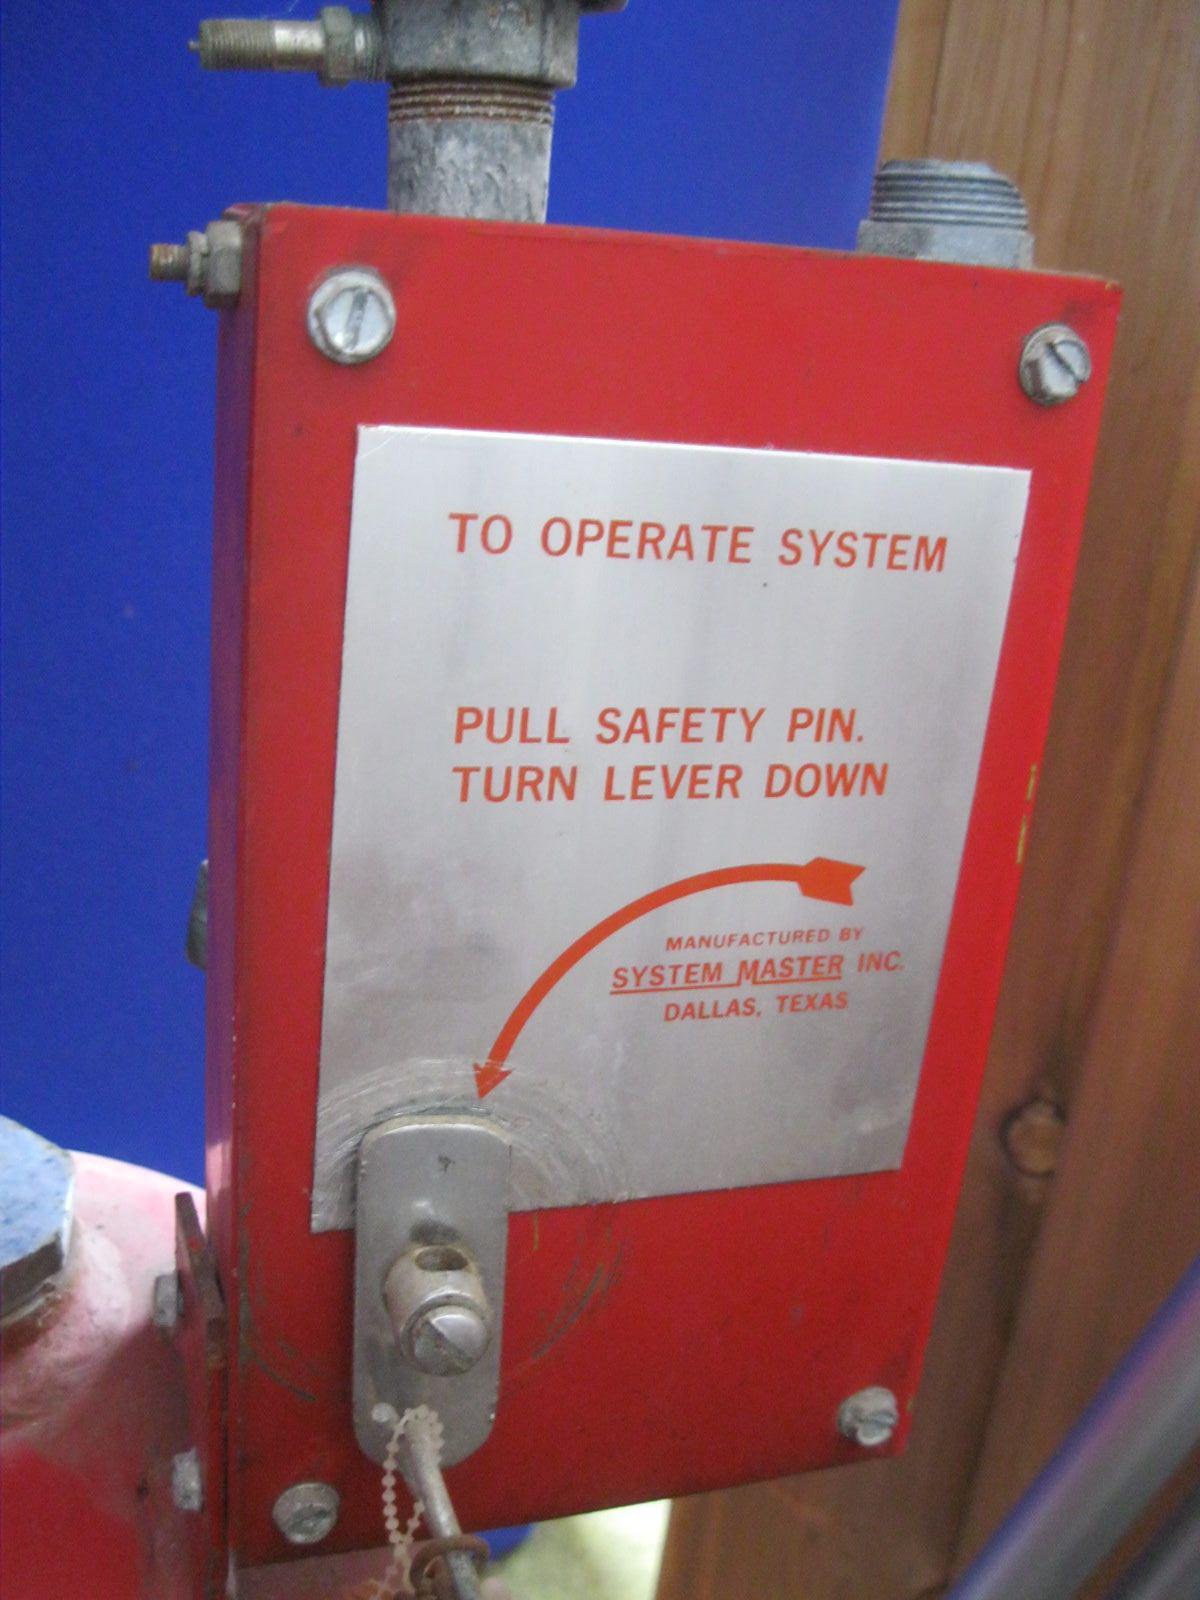 TO OPERATE SYSTEM
PULL SAFETY PIN.
TURN LEVER DOWN
MANUFACTURED BY
SYSTEM MASTER INC.
DALLAS, TEXAS